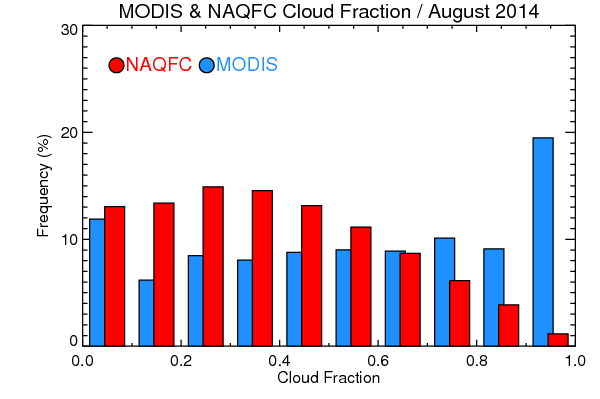 MODIS & NAQFC Cloud Fraction / August 2014
30
NAQFC MODIS
20
Frequency (%)
10
0
0.0 0.2 0.4 0.6 0.8 1.0
Cloud Fraction